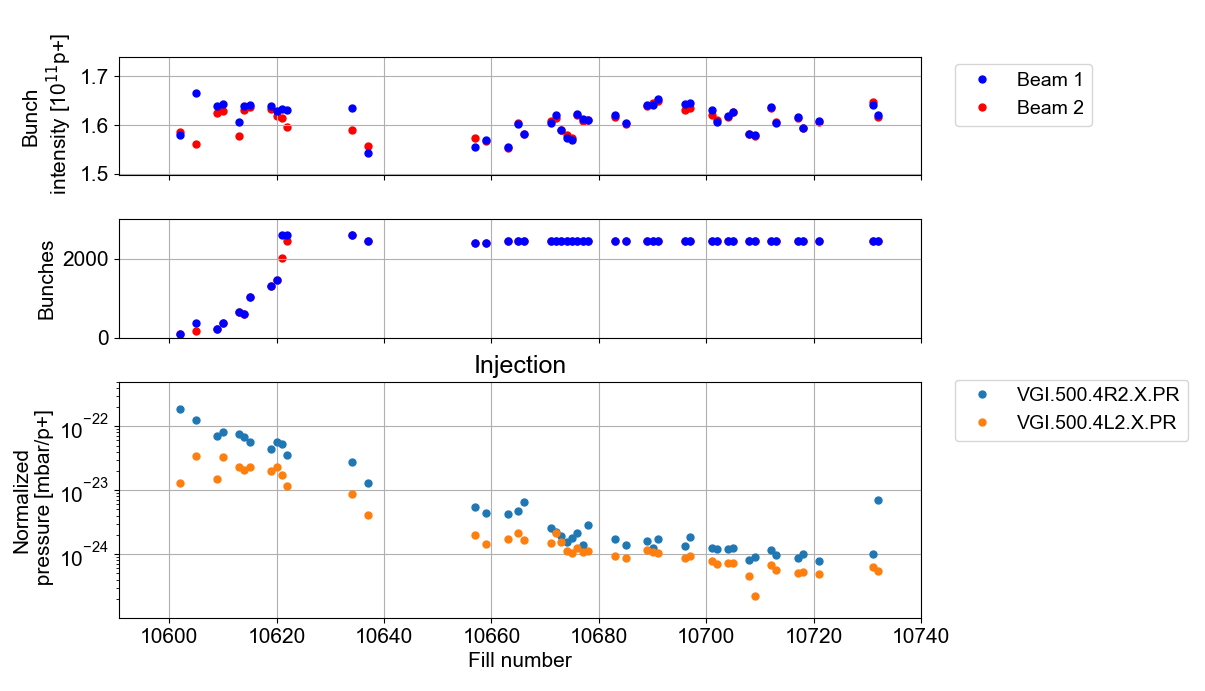 Bunch
intensity [10^11p+]
1.7
1.6
1.5
Beam 1
Beam 2
Bunches
2000
0
Injection
Normalized
pressure [mbar/p+]
10^−22
10^−23
10^−24
VGI.500.4R2.X.PR
VGI.500.4L2.X.PR
10600 10620 10640 10660 10680 10700 10720 10740
Fill number